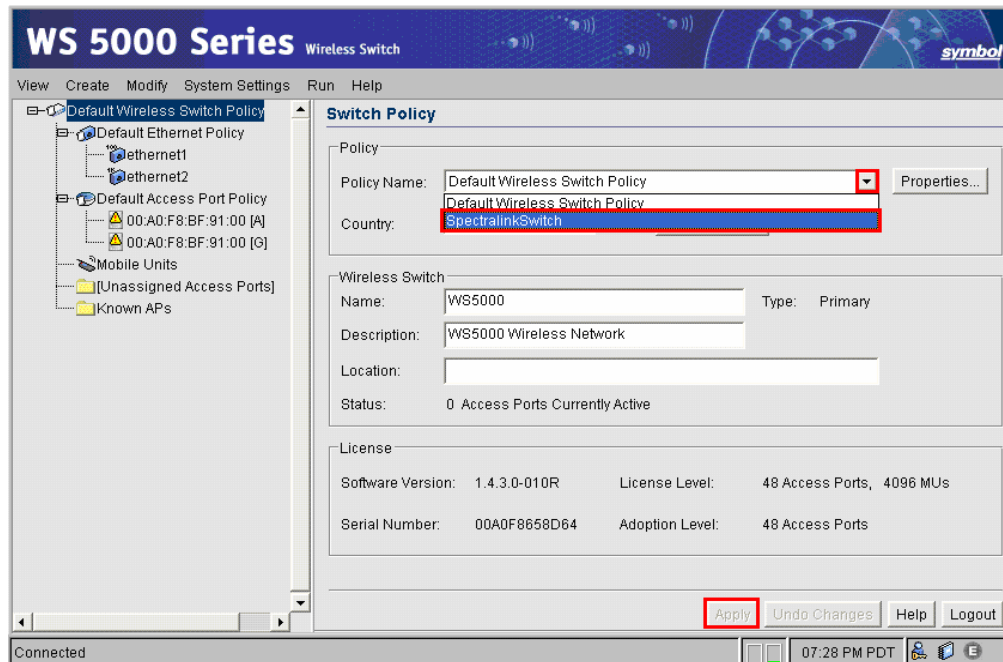 WS 5000 Series Wireless Switch
symbol
View Create Modify System Settings Run Help
Default Wireless Switch Policy
Default Ethernet Policy
ethernet1
ethernet2
Default Access Port Policy
00:A0:F8:BF:91:00 [A]
00:A0:F8:BF:91:00 [G]
Mobile Units
[Unassigned Access Ports]
Known APs
Switch Policy
Policy
Policy Name: Default Wireless Switch Policy Properties...
Default Wireless Switch Policy
Country: SpectralinkSwitch
Wireless Switch
Name: WS5000 Type: Primary
Description: WS5000 Wireless Network
Location:
Status: 0 Access Ports Currently Active
License
Software Version: 1.4.3.0-010R License Level: 48 Access Ports, 4096 MUs
Serial Number: 00A0F8658D64 Adoption Level: 48 Access Ports
Apply Undo Changes Help Logout
Connected 07:28 PM PDT